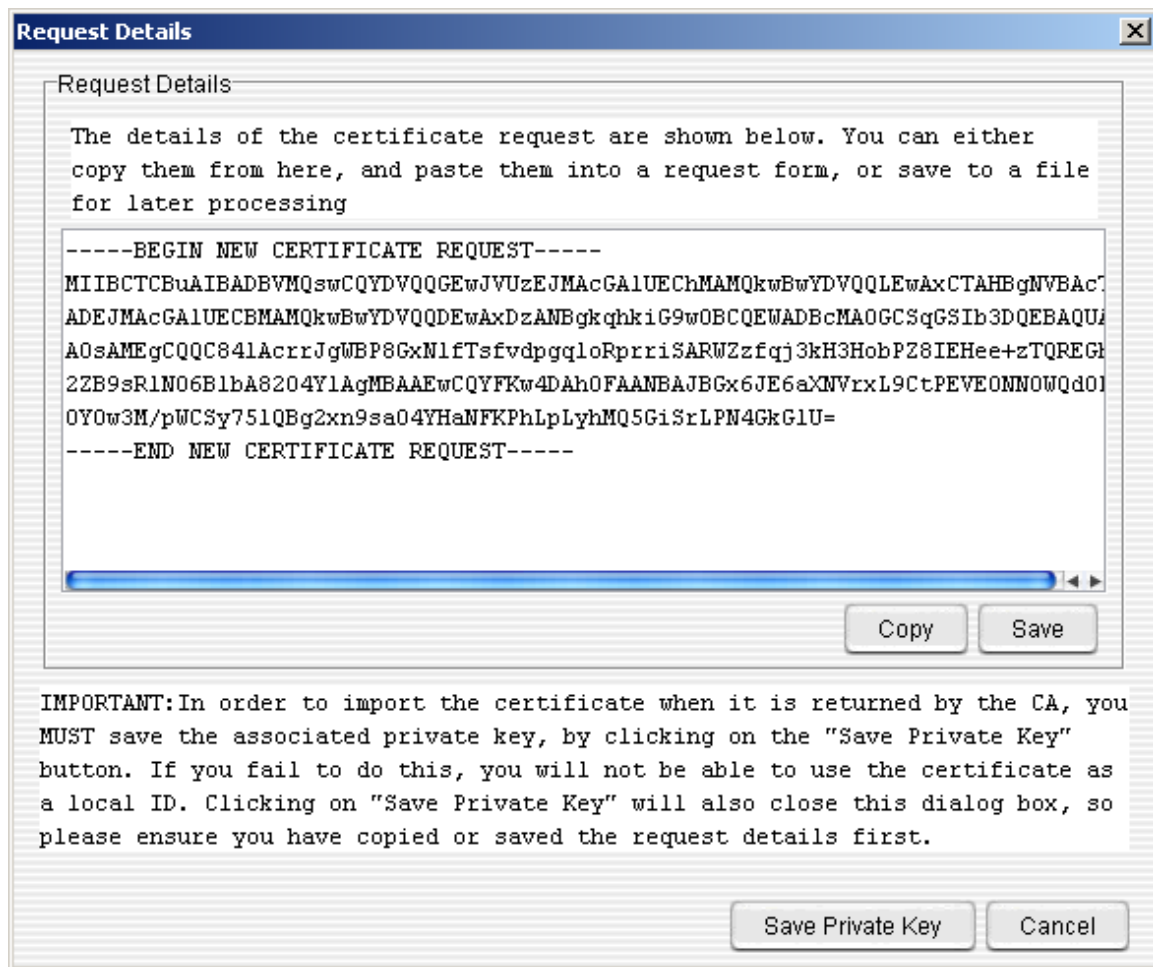 Request Details
Request Details
The details of the certificate request are shown below. You can either
copy them from here, and paste them into a request form, or save to a file
for later processing
-----BEGIN NEW CERTIFICATE REQUEST-----
MIIBCTCBuAIBADBVMQswCQYDVQQGEwJVUzEJMAcGA1UEChMAMQkwBwYDVQQLEwAxCTAHBgNVBAcT
ADEJMAcGA1UECBMAMQkwBwYDVQQDEwAxDzANBgkqhkiG9w0BCQEWADBcMA0GCSqGSIb3DQEBAQUA
A0sAMEgCQQC841AcrrJgWBP8GxNlfTsfvdpgqloRprriSARWZzfqj3kH3HobPZ8IEHee+zTQREGh
2ZB9sRlN06BlbA82O4YlAgMBAAEwCQYFKw4DAh0FAANBAJBGx6JE6aXNVrxL9CtPEVEONNOWQdOl
0YOw3M/pWCSy751QBg2xn9sa04YHaNFKPhLpLyhMQ5GiSrLPN4GkGlU=
-----END NEW CERTIFICATE REQUEST-----
Copy Save
IMPORTANT:In order to import the certificate when it is returned by the CA, you
MUST save the associated private key, by clicking on the "Save Private Key"
button. If you fail to do this, you will not be able to use the certificate as
a local ID. Clicking on "Save Private Key" will also close this dialog box, so
please ensure you have copied or saved the request details first.
Save Private Key Cancel